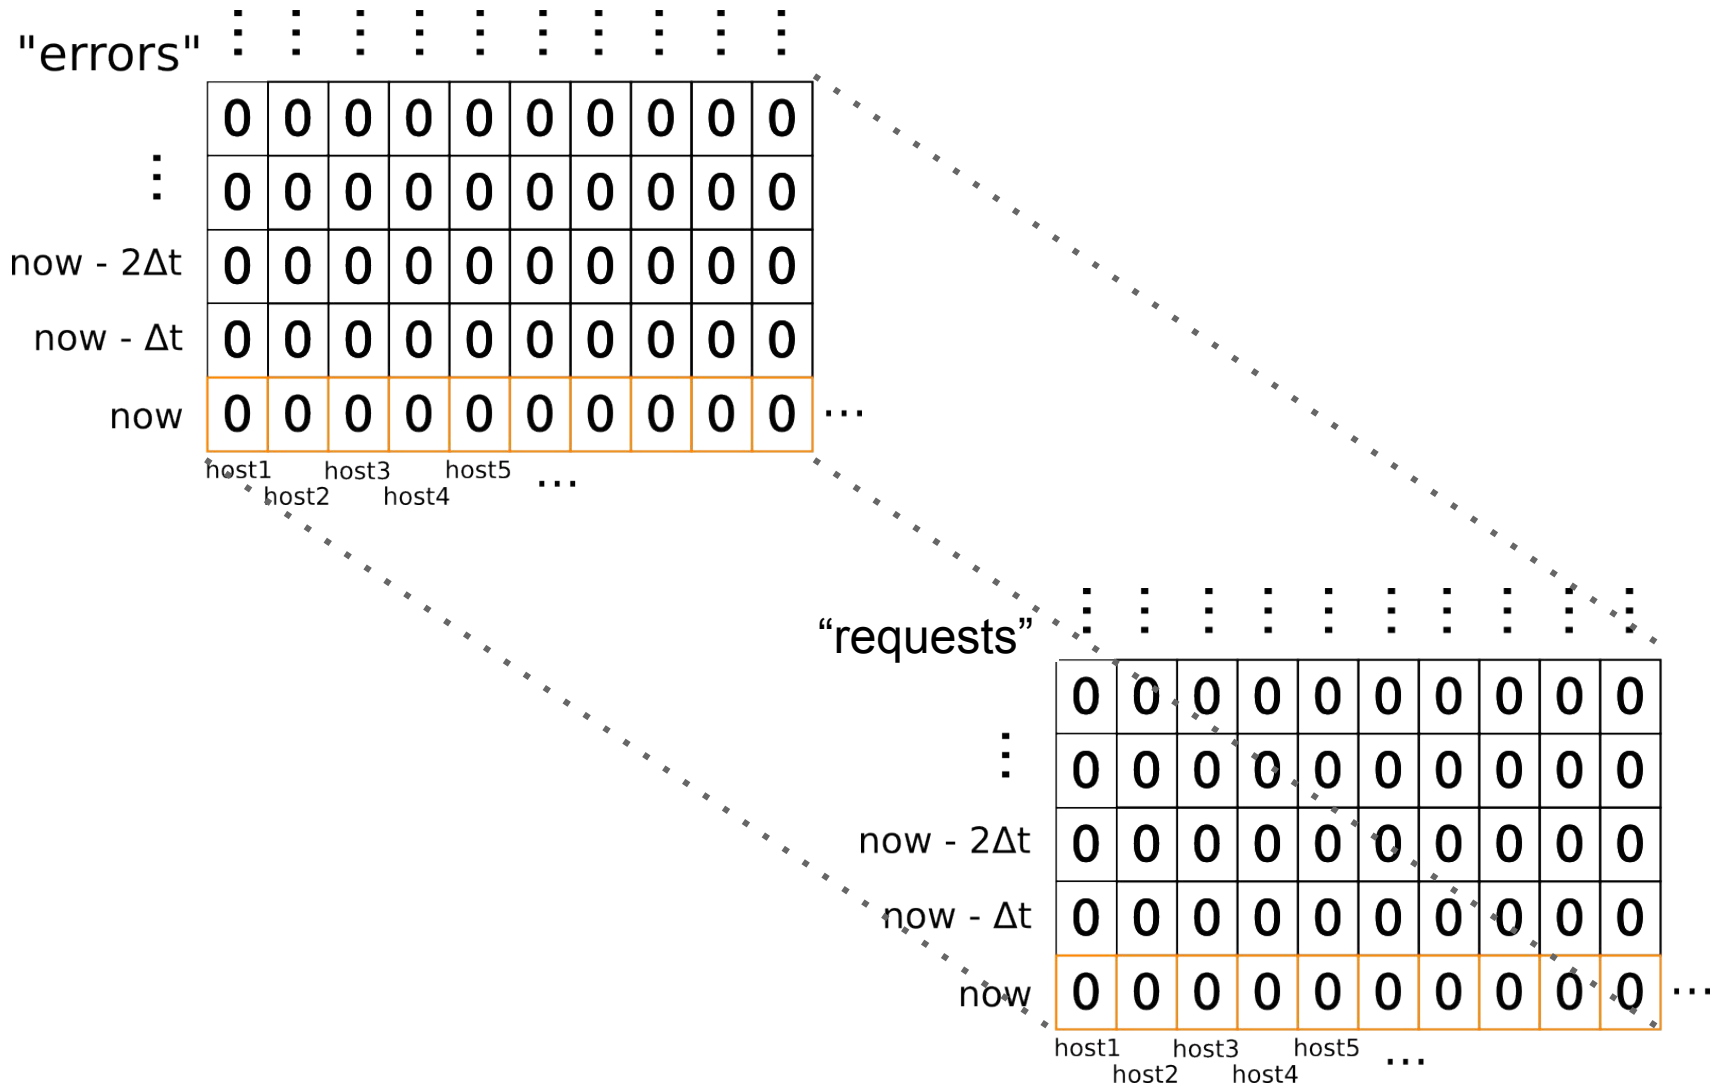 "errors"
⋮ ⋮ ⋮ ⋮ ⋮ ⋮ ⋮ ⋮ ⋮ ⋮
0 0 0 0 0 0 0 0 0 0
⋮ 0 0 0 0 0 0 0 0 0 0
now - 2Δt 0 0 0 0 0 0 0 0 0 0
now - Δt 0 0 0 0 0 0 0 0 0 0
now 0 0 0 0 0 0 0 0 0 0 ...
host1 host2 host3 host4 host5 ...
“requests”
⋮ ⋮ ⋮ ⋮ ⋮ ⋮ ⋮ ⋮ ⋮ ⋮
0 0 0 0 0 0 0 0 0 0
⋮ 0 0 0 0 0 0 0 0 0 0
now - 2Δt 0 0 0 0 0 0 0 0 0 0
now - Δt 0 0 0 0 0 0 0 0 0 0
now 0 0 0 0 0 0 0 0 0 0 ...
host1 host2 host3 host4 host5 ...